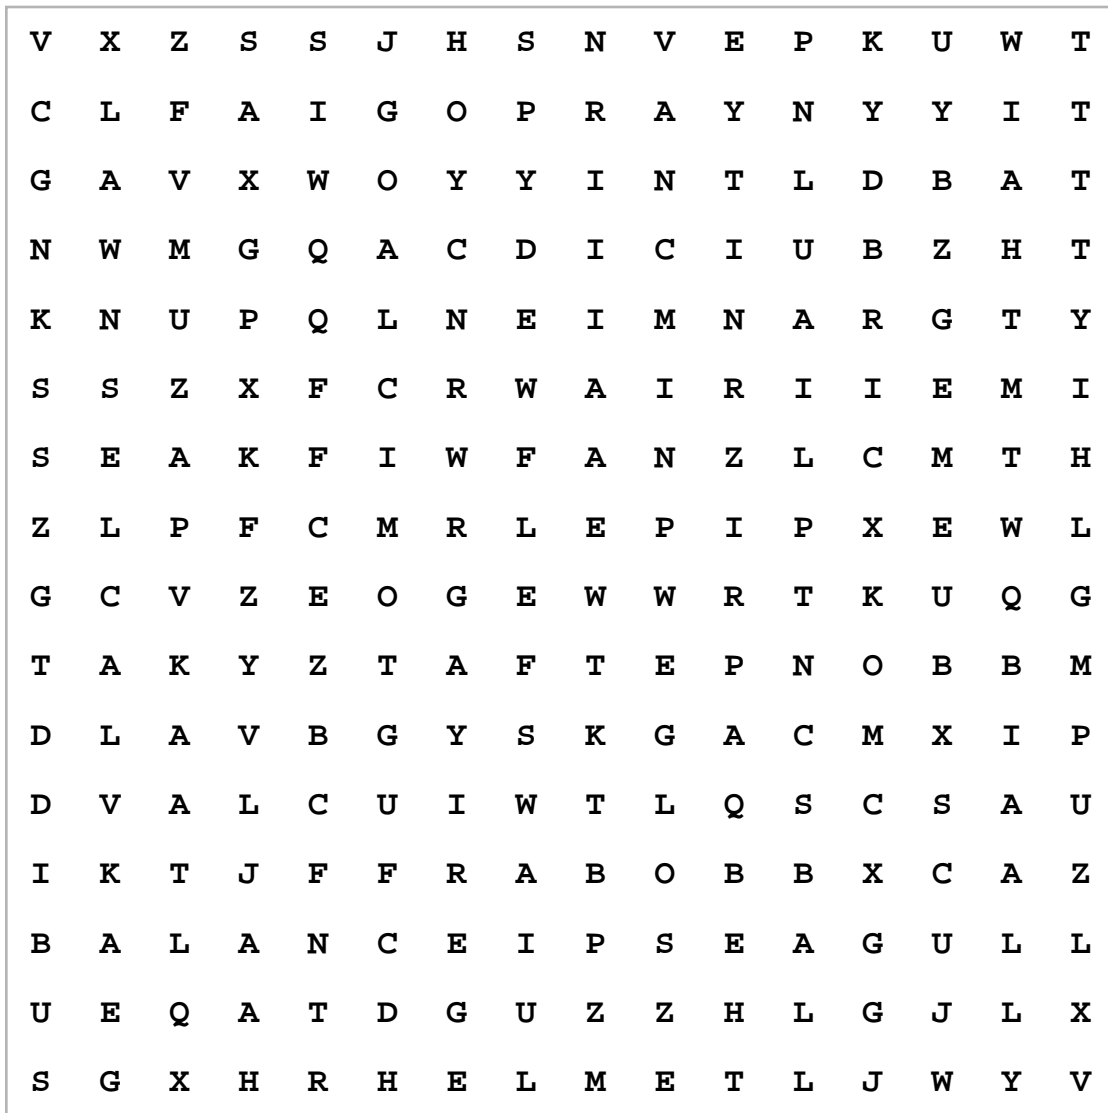 V X Z S S J H S N V E P K U W T
C L F A I G O P R A Y N Y Y I T
G A V X W O Y Y I N T L D B A T
N W M G Q A C D I C I U B Z H T
K N U P Q L N E I M N A R G T Y
S S Z X F C R W A I R I I E M I
S E A K F I W F A N Z L C M T H
Z L P F C M R L E P I P X E W L
G C V Z E O G E W W R T K U Q G
T A K Y Z T A F T E P N O B B M
D L A V B G Y S K G A C M X I P
D V A L C U I W T L Q S C S A U
I K T J F F R A B O B B X C A Z
B A L A N C E I P S E A G U L L
U E Q A T D G U Z Z H L G J L X
S G X H R H E L M E T L J W Y V